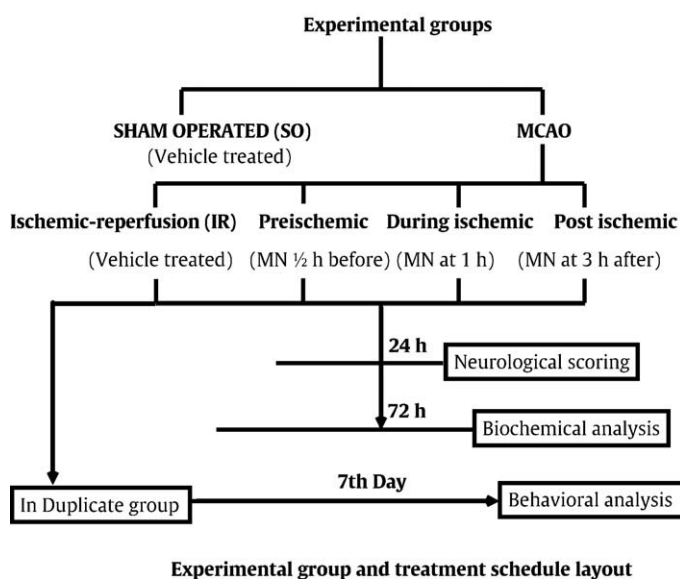 Experimental groups
SHAM OPERATED (SO) MCAO
(Vehicle treated)
Ischemic-reperfusion (IR) Preischemic During ischemic Post ischemic
(Vehicle treated) (MN ½ h before) (MN at 1 h) (MN at 3 h after)
24 h
Neurological scoring
72 h
Biochemical analysis
7th Day
In Duplicate group Behavioral analysis
Experimental group and treatment schedule layout